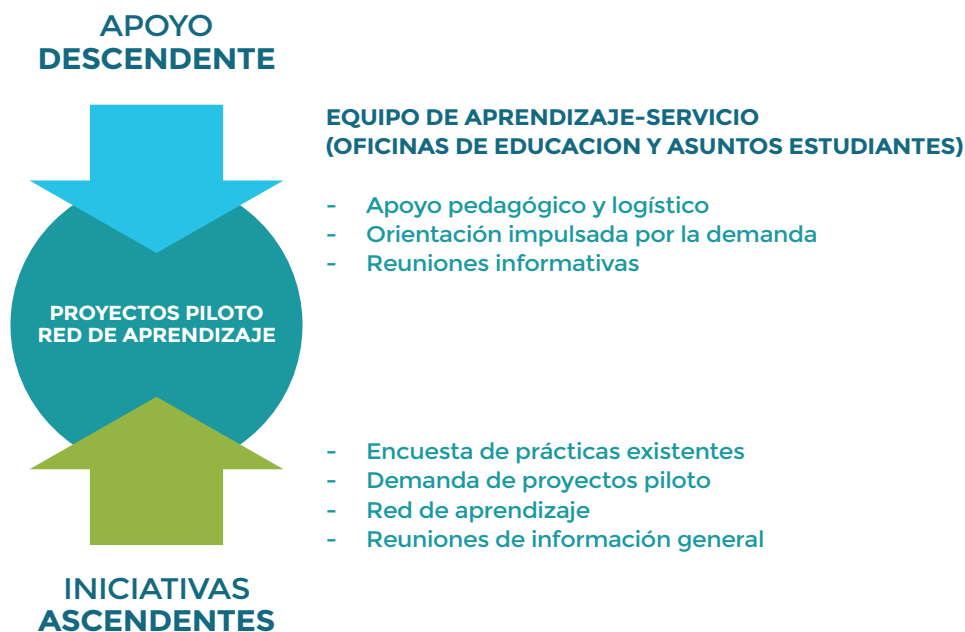 APOYO
DESCENDENTE
EQUIPO DE APRENDIZAJE-SERVICIO
(OFICINAS DE EDUCACION Y ASUNTOS ESTUDIANTES)
- Apoyo pedagógico y logístico
- Orientación impulsada por la demanda
- Reuniones informativas
PROYECTOS PILOTO
RED DE APRENDIZAJE
- Encuesta de prácticas existentes
- Demanda de proyectos piloto
- Red de aprendizaje
- Reuniones de información general
INICIATIVAS
ASCENDENTES